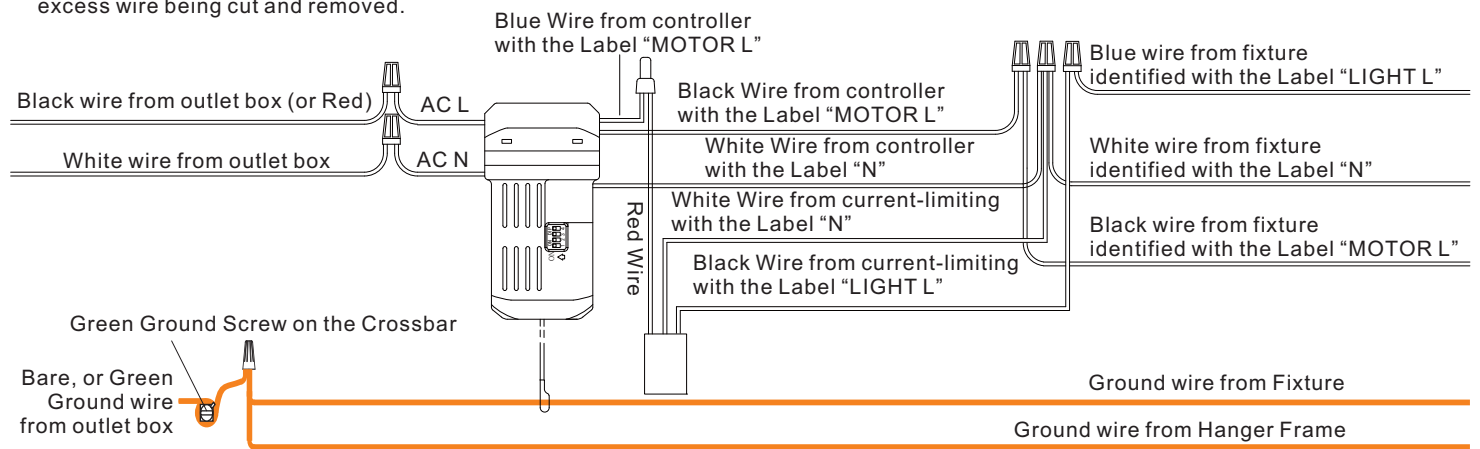 excess wire being cut and removed.
Blue Wire from controller
with the Label “MOTOR L”
Black wire from outlet box (or Red)
AC L
White wire from outlet box
AC N
Black Wire from controller
with the Label “MOTOR L”
White Wire from controller
with the Label “N”
White Wire from current-limiting
with the Label “N”
Black Wire from current-limiting
with the Label “LIGHT L”
Red Wire
Blue wire from fixture
identified with the Label “LIGHT L”
White wire from fixture
identified with the Label “N”
Black wire from fixture
identified with the Label “MOTOR L”
Green Ground Screw on the Crossbar
Bare, or Green
Ground wire
from outlet box
Ground wire from Fixture
Ground wire from Hanger Frame